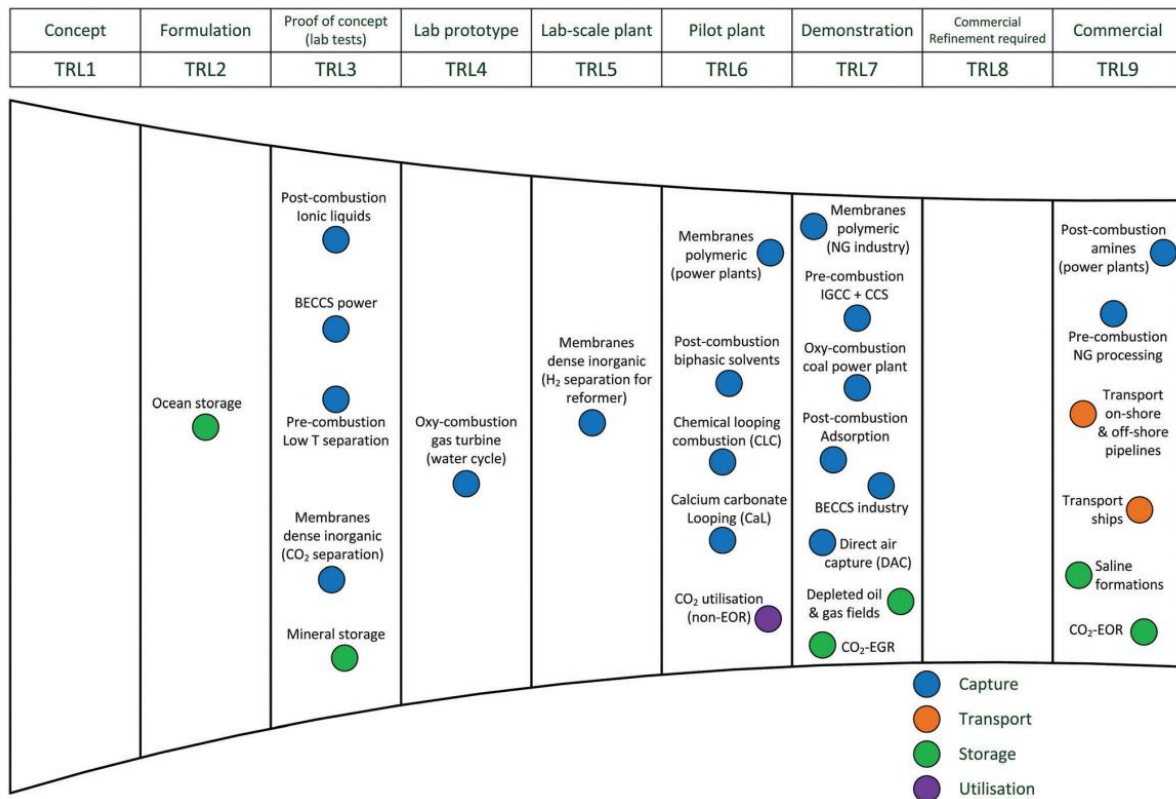 Concept
Formulation
Proof of concept
(lab tests)
Lab prototype
Lab-scale plant
Pilot plant
Demonstration
Commercial
Refinement required
Commercial
TRL1
TRL2
TRL3
TRL4
TRL5
TRL6
TRL7
TRL8
TRL9
Ocean storage
Post-combustion
Ionic liquids
BECCS power
Pre-combustion
Low T separation
Membranes
dense inorganic
(CO₂ separation)
Mineral storage
Oxy-combustion
gas turbine
(water cycle)
Membranes
dense inorganic
(H₂ separation for
reformer)
Membranes
polymeric
(power plants)
Post-combustion
biphasic solvents
Chemical looping
combustion (CLC)
Calcium carbonate
Looping (CaL)
CO₂ utilisation
(non-EOR)
Membranes
polymeric
(NG industry)
Pre-combustion
IGCC + CCS
Oxy-combustion
coal power plant
Post-combustion
Adsorption
BECCS industry
Direct air
capture (DAC)
Depleted oil
& gas fields
CO₂-EGR
Post-combustion
amines
(power plants)
Pre-combustion
NG processing
Transport
on-shore
& off-shore
pipelines
Transport
ships
Saline
formations
CO₂-EOR
Capture
Transport
Storage
Utilisation